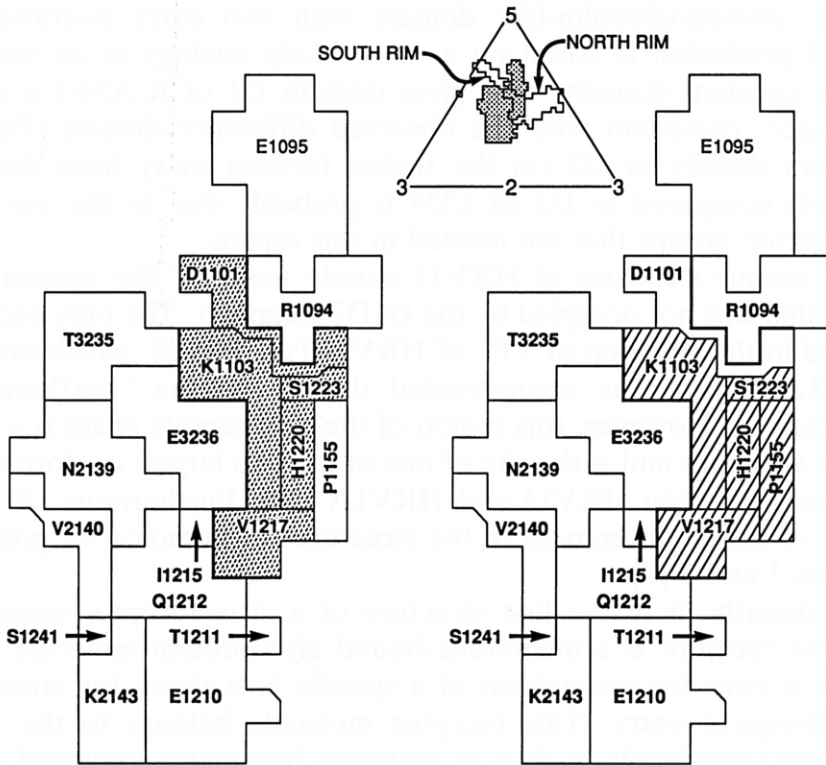 5
SOUTH RIM
NORTH RIM
3
2
3
E1095
D1101
R1094
T3235
K1103
S1223
E3236
H1220
P1155
N2139
V2140
V1217
I1215
Q1212
S1241
T1211
K2143
E1210
E1095
D1101
R1094
T3235
K1103
S1223
E3236
H1220
P1155
N2139
V2140
V1217
I1215
Q1212
S1241
T1211
K2143
E1210